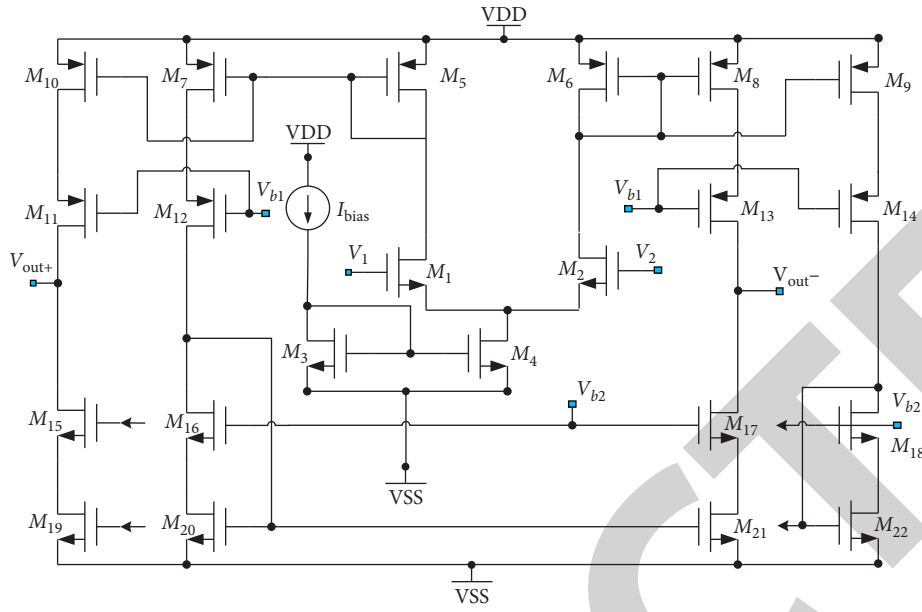 VDD
M10
M7
M5
M6
M8
M9
VDD
Vb1
Vb1
M11
M12
Ibias
M13
M14
Vout+
V1
M1
M2
V2
Vout−
M3
M4
Vb2
Vb2
M15
M16
M17
M18
VSS
M19
M20
M21
M22
VSS